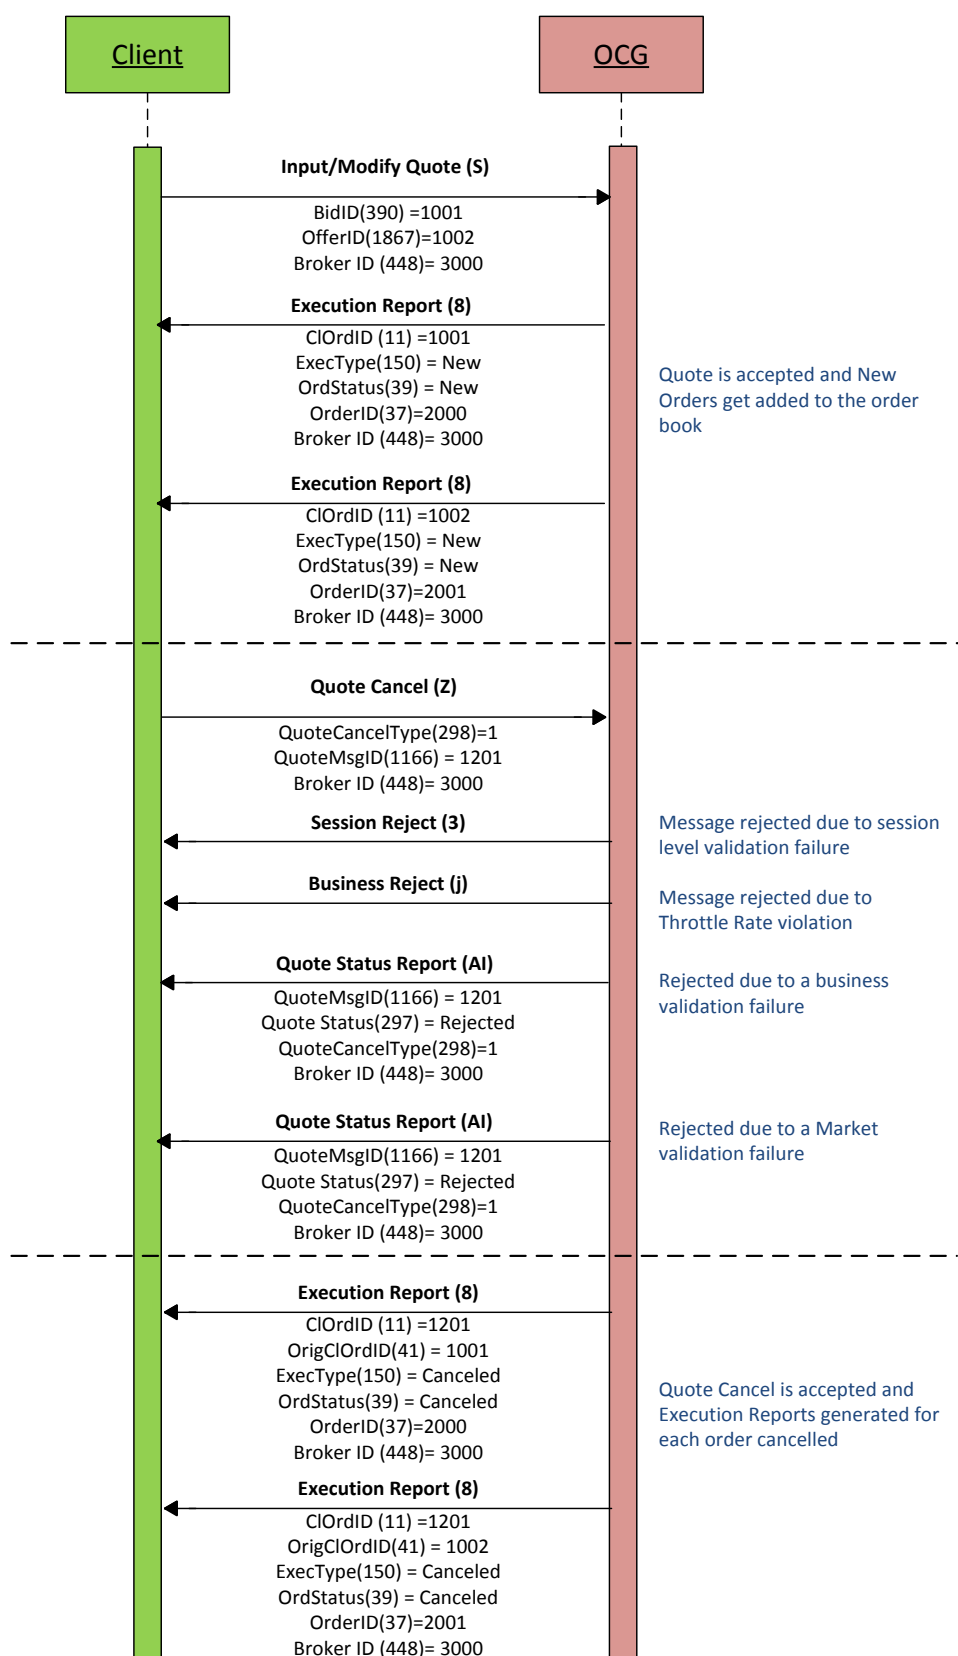 Client
OCG
Input/Modify Quote (S)
BidID(390) =1001
OfferID(1867)=1002
Broker ID (448)= 3000
Execution Report (8)
ClOrdID (11) =1001
ExecType(150) = New
OrdStatus(39) = New
OrderID(37)=2000
Broker ID (448)= 3000
Quote is accepted and New
Orders get added to the order
book
Execution Report (8)
ClOrdID (11) =1002
ExecType(150) = New
OrdStatus(39) = New
OrderID(37)=2001
Broker ID (448)= 3000
Quote Cancel (Z)
QuoteCancelType(298)=1
QuoteMsgID(1166) = 1201
Broker ID (448)= 3000
Session Reject (3)
Message rejected due to session
level validation failure
Business Reject (j)
Message rejected due to
Throttle Rate violation
Quote Status Report (AI)
QuoteMsgID(1166) = 1201
Quote Status(297) = Rejected
QuoteCancelType(298)=1
Broker ID (448)= 3000
Rejected due to a business
validation failure
Quote Status Report (AI)
QuoteMsgID(1166) = 1201
Quote Status(297) = Rejected
QuoteCancelType(298)=1
Broker ID (448)= 3000
Rejected due to a Market
validation failure
Execution Report (8)
ClOrdID (11) =1201
OrigClOrdID(41) = 1001
ExecType(150) = Canceled
OrdStatus(39) = Canceled
OrderID(37)=2000
Broker ID (448)= 3000
Quote Cancel is accepted and
Execution Reports generated for
each order cancelled
Execution Report (8)
ClOrdID (11) =1201
OrigClOrdID(41) = 1002
ExecType(150) = Canceled
OrdStatus(39) = Canceled
OrderID(37)=2001
Broker ID (448)= 3000